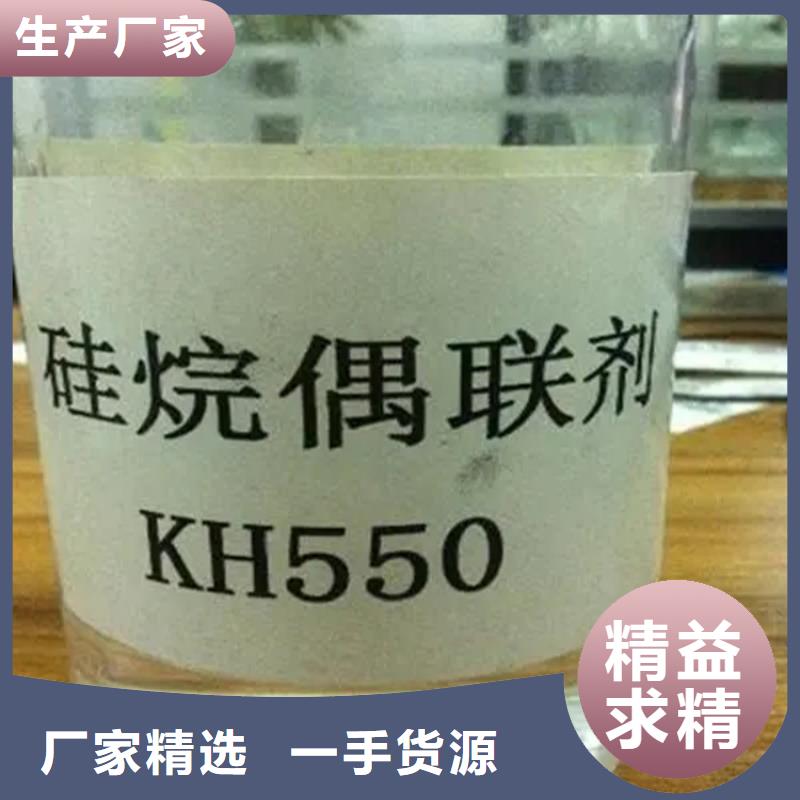 生产厂家
硅烷偶联剂
KH550
精益
求精
厂家精选 一手货源